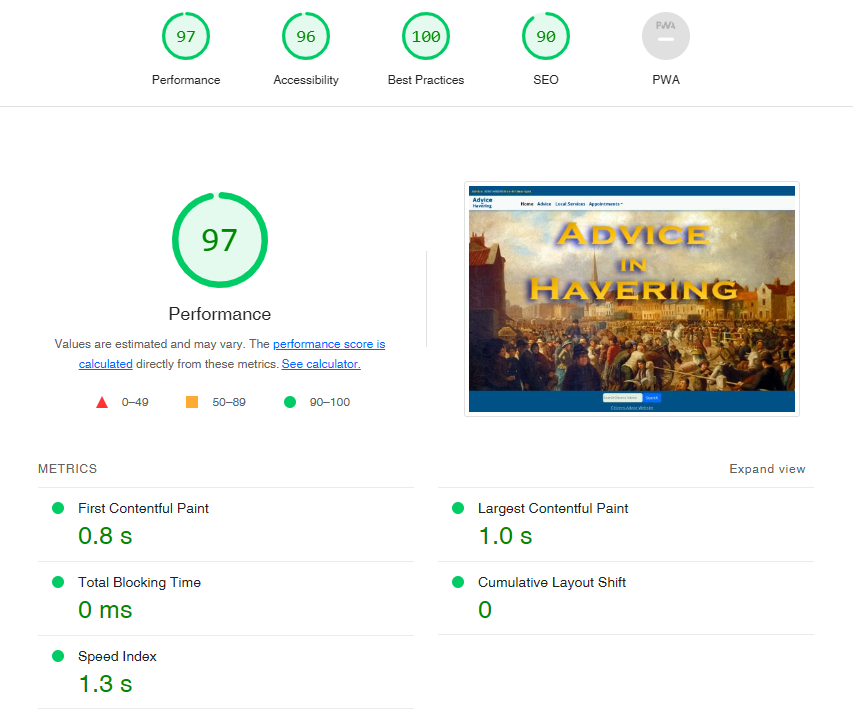 97
96
100
90
PWA
Performance
Accessibility
Best Practices
SEO
PWA
97
Performance
Values are estimated and may vary. The performance score is
calculated directly from these metrics. See calculator.
0–49
50–89
90–100
Advice
Havering
Home Advice Local Services Appointments
ADVICE
IN
HAVERING
Search
Citizens Advice Website
METRICS
Expand view
First Contentful Paint
0.8 s
Largest Contentful Paint
1.0 s
Total Blocking Time
0 ms
Cumulative Layout Shift
0
Speed Index
1.3 s